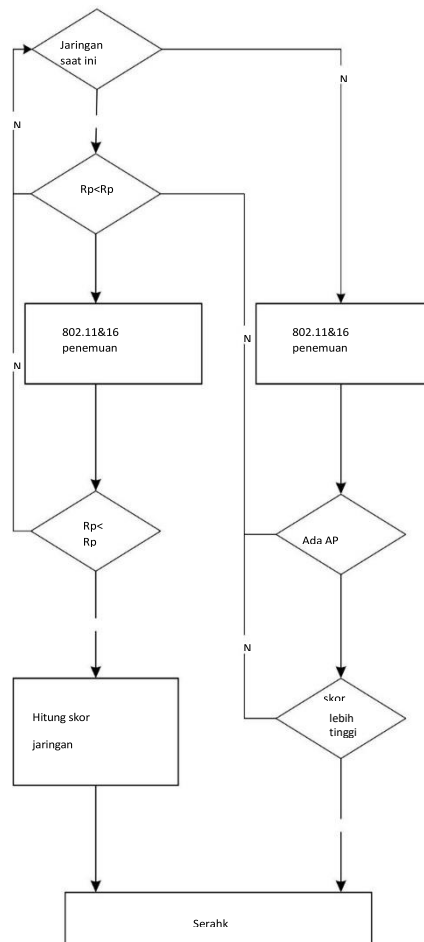 Jaringan
saat ini
N
N
Rp<Rp
802.11&16
penemuan
802.11&16
penemuan
N
N
Rp<
Rp
Ada AP
N
skor
lebih
tinggi
Hitung skor
jaringan
Serahk